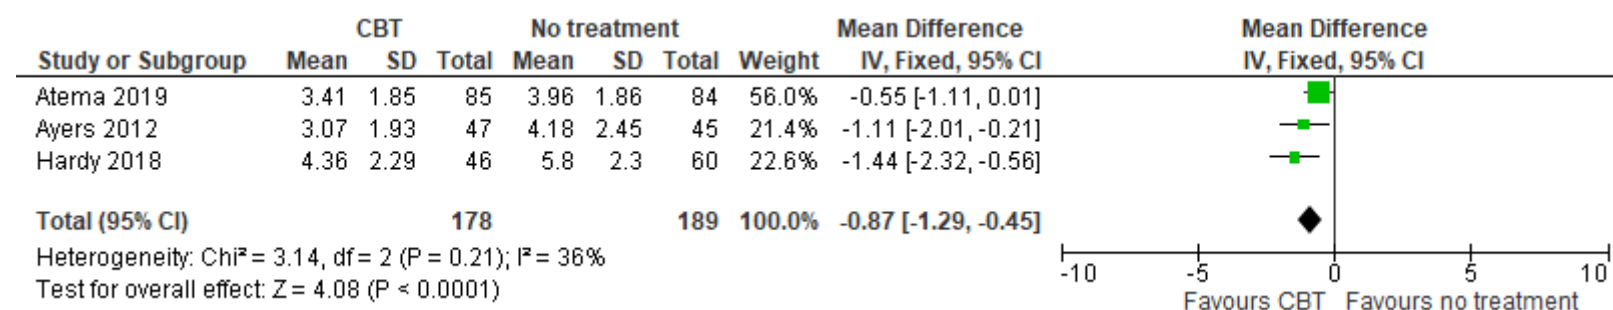 CBT No treatment Mean Difference Mean Difference
Study or Subgroup Mean SD Total Mean SD Total Weight IV, Fixed, 95% CI IV, Fixed, 95% CI
Atema 2019 3.41 1.85 85 3.96 1.86 84 56.0% -0.55 [-1.11, 0.01]
Ayers 2012 3.07 1.93 47 4.18 2.45 45 21.4% -1.11 [-2.01, -0.21]
Hardy 2018 4.36 2.29 46 5.8 2.3 60 22.6% -1.44 [-2.32, -0.56]
Total (95% CI) 178 189 100.0% -0.87 [-1.29, -0.45]
Heterogeneity: Chi² = 3.14, df = 2 (P = 0.21); I² = 36%
Test for overall effect: Z = 4.08 (P < 0.0001)
-10 -5 0 5 10
Favours CBT Favours no treatment